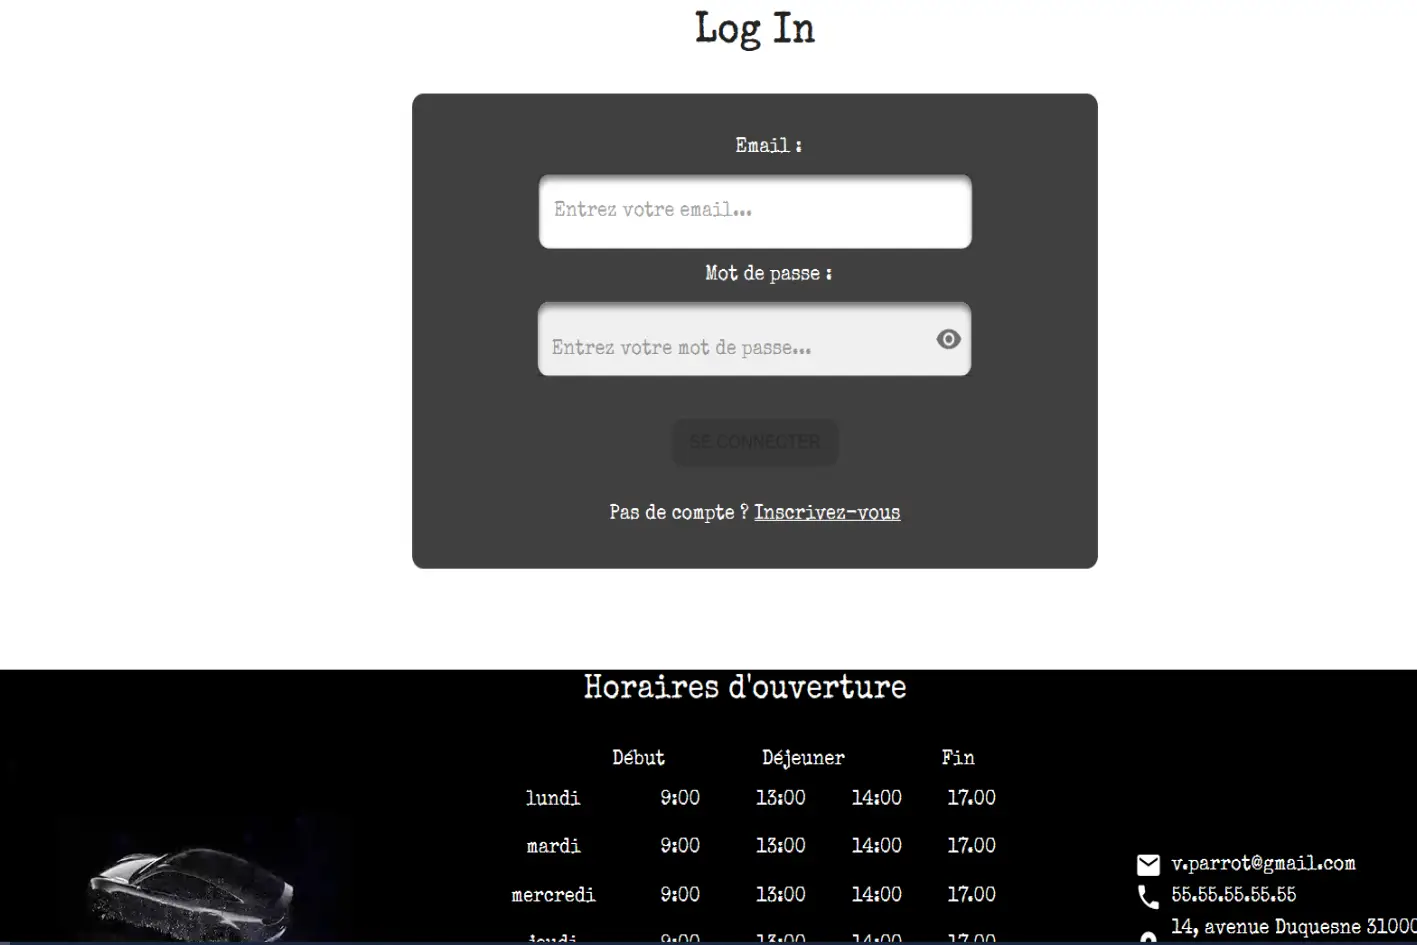 Log In
Email :
Entrez votre email...
Mot de passe :
Entrez votre mot de passe...
SE CONNECTER
Pas de compte ? Inscrivez-vous
Horaires d'ouverture
Début Déjeuner Fin
lundi 9:00 13:00 14:00 17.00
mardi 9:00 13:00 14:00 17.00
mercredi 9:00 13:00 14:00 17.00
jeudi 9:00 13:00 14:00 17.00
v.parrot@gmail.com
55.55.55.55.55
14, avenue Duquesne 31000